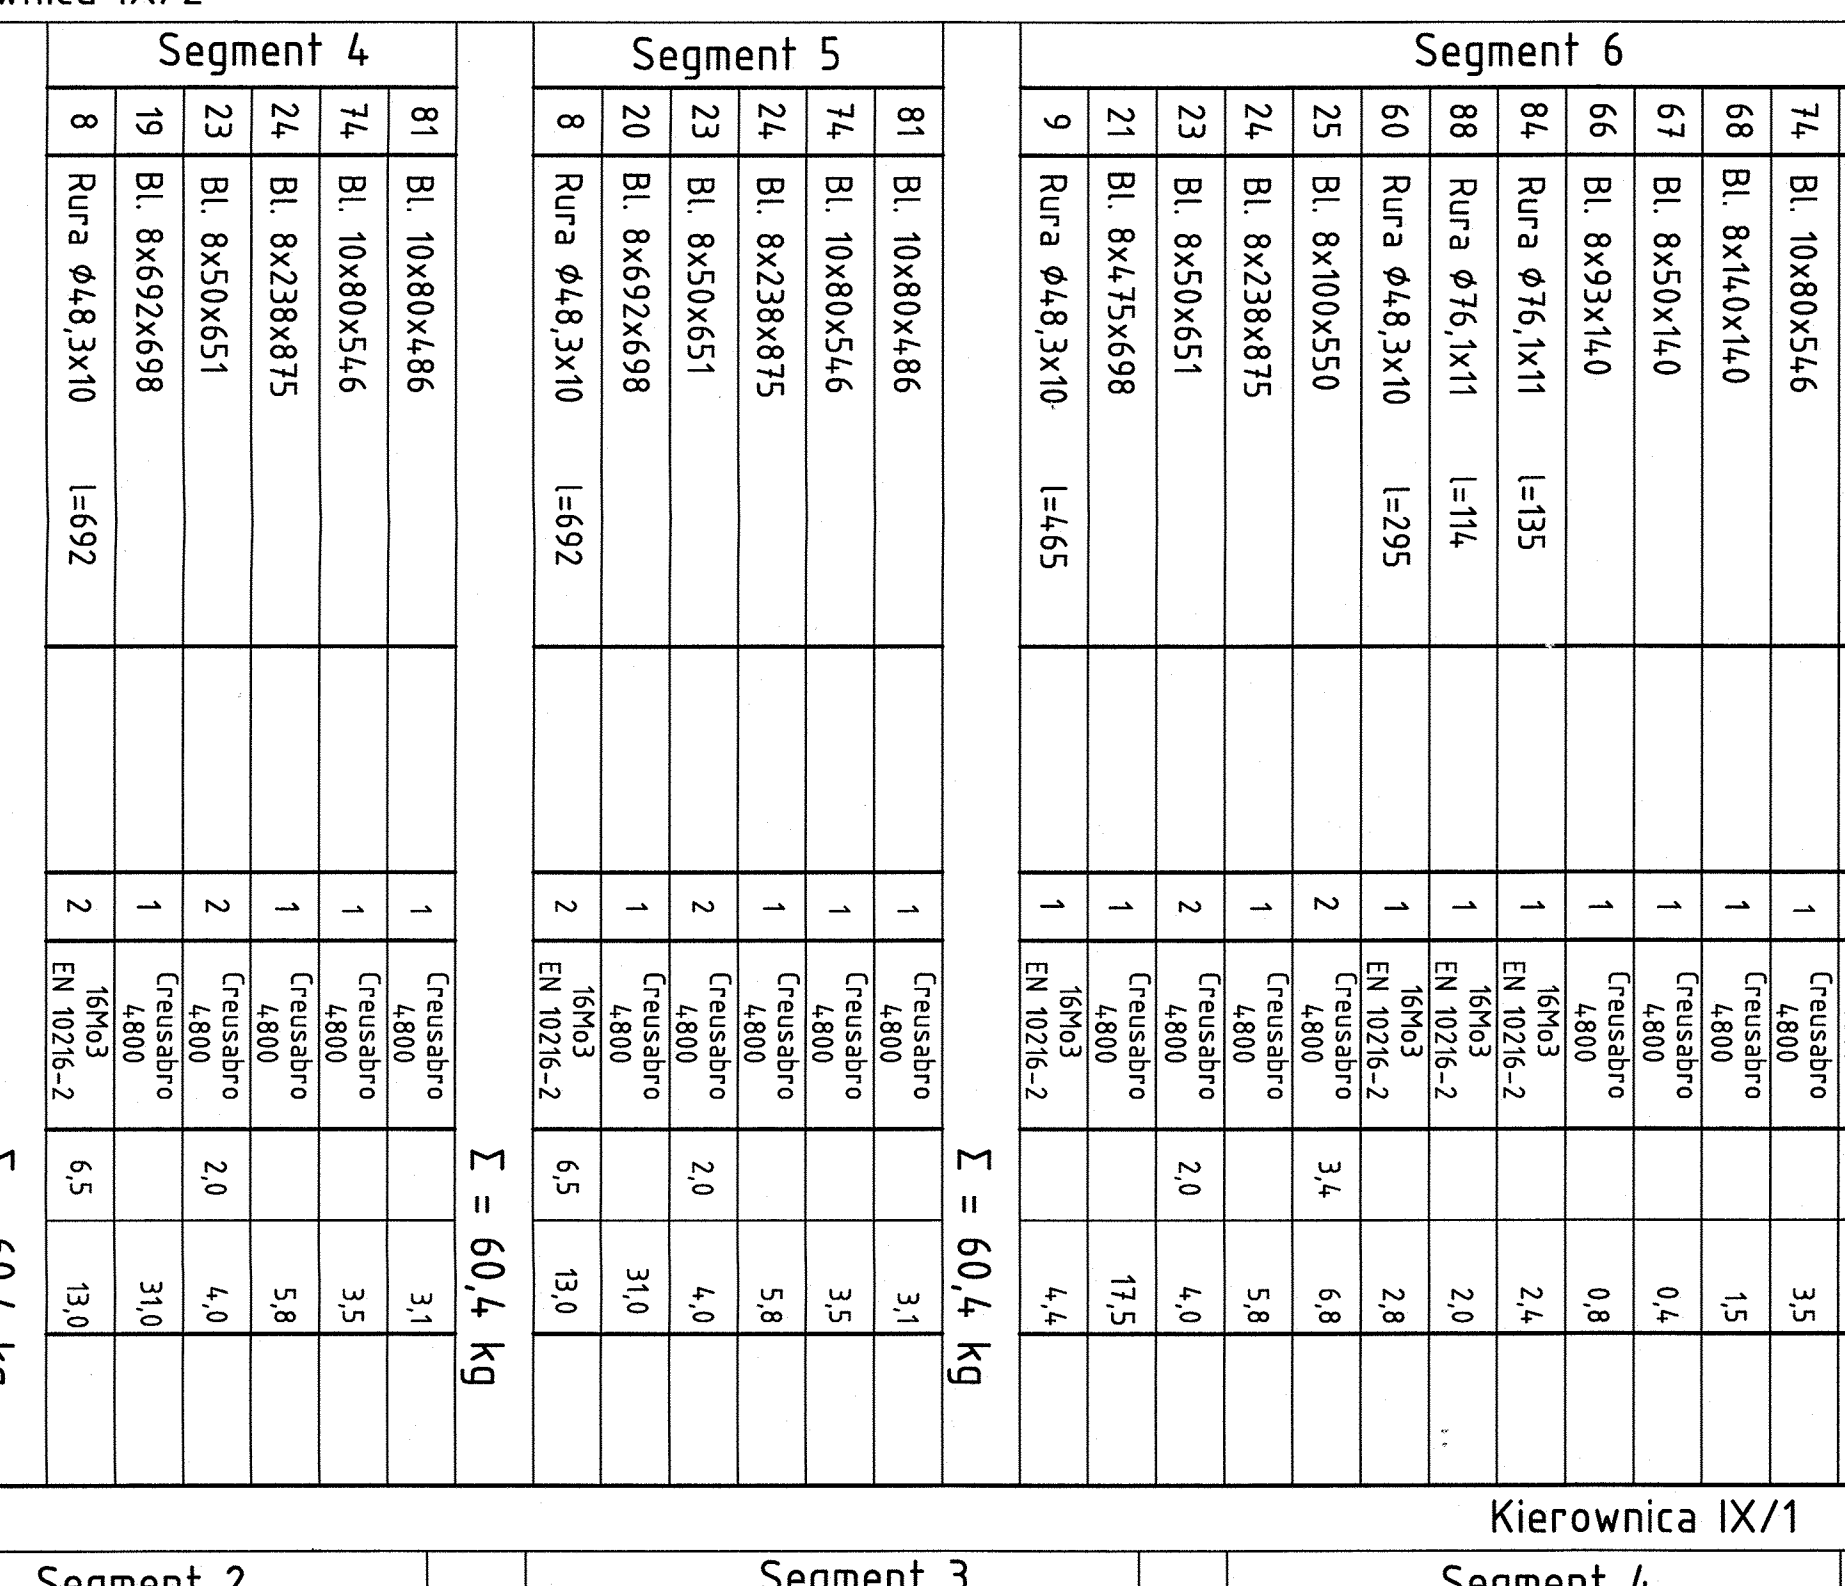 Segment 4
8 Rura ϕ48,3x10 l=692 2 16Mo3 EN 10216-2 6,5 13,0
19 Bl. 8x692x698 1 Creusabro 4800 31,0
23 Bl. 8x50x651 2 Creusabro 4800 2,0 4,0
24 Bl. 8x238x875 1 Creusabro 4800 5,8
74 Bl. 10x80x546 1 Creusabro 4800 3,5
81 Bl. 10x80x486 1 Creusabro 4800 3,1
Σ = 60,4 kg
Segment 5
8 Rura ϕ48,3x10 l=692 2 16Mo3 EN 10216-2 6,5 13,0
20 Bl. 8x692x698 1 Creusabro 4800 31,0
23 Bl. 8x50x651 2 Creusabro 4800 2,0 4,0
24 Bl. 8x238x875 1 Creusabro 4800 5,8
74 Bl. 10x80x546 1 Creusabro 4800 3,5
81 Bl. 10x80x486 1 Creusabro 4800 3,1
Σ = 60,4 kg
Segment 6
9 Rura ϕ48,3x10 l=465 1 16Mo3 EN 10216-2 4,4
21 Bl. 8x475x698 1 Creusabro 4800 17,5
23 Bl. 8x50x651 2 Creusabro 4800 2,0 4,0
24 Bl. 8x238x875 1 Creusabro 4800 5,8
25 Bl. 8x100x550 2 Creusabro 4800 3,4 6,8
60 Rura ϕ48,3x10 l=295 1 16Mo3 EN 10216-2 2,8
88 Rura ϕ76,1x11 l=114 1 16Mo3 EN 10216-2 2,0
84 Rura ϕ76,1x11 l=135 1 16Mo3 EN 10216-2 2,4
66 Bl. 8x93x140 1 Creusabro 4800 0,8
67 Bl. 8x50x140 1 Creusabro 4800 0,4
68 Bl. 8x140x140 1 Creusabro 4800 1,5
74 Bl. 10x80x546 1 Creusabro 4800 3,5
Kierownica IX/1
Segment 2
Segment 3
Segment 4